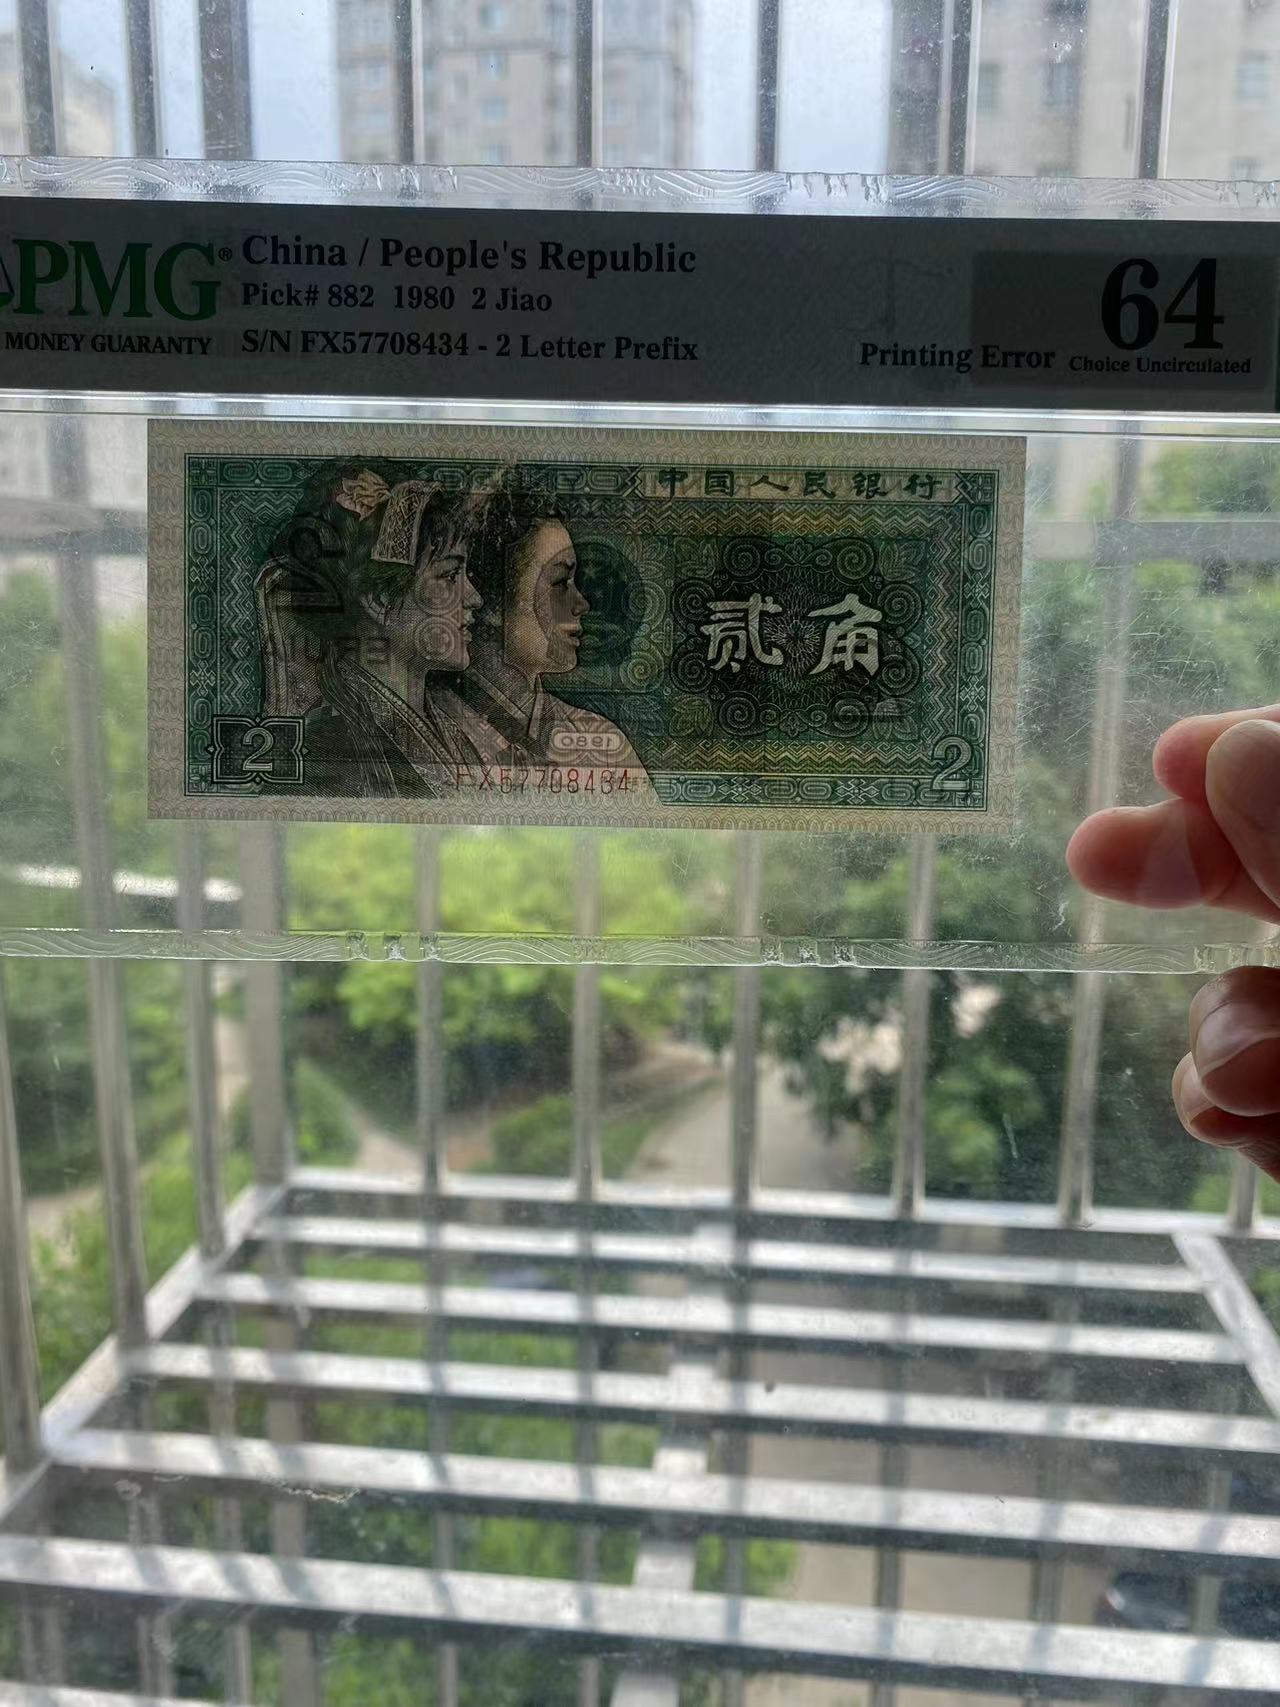 PMG® China / People's Republic
Pick# 882 1980 2 Jiao
64
MONEY GUARANTY S/N FX57708434 - 2 Letter Prefix
Printing Error Choice Uncirculated
中国人民银行
贰角
2
2
1980
FX57708434